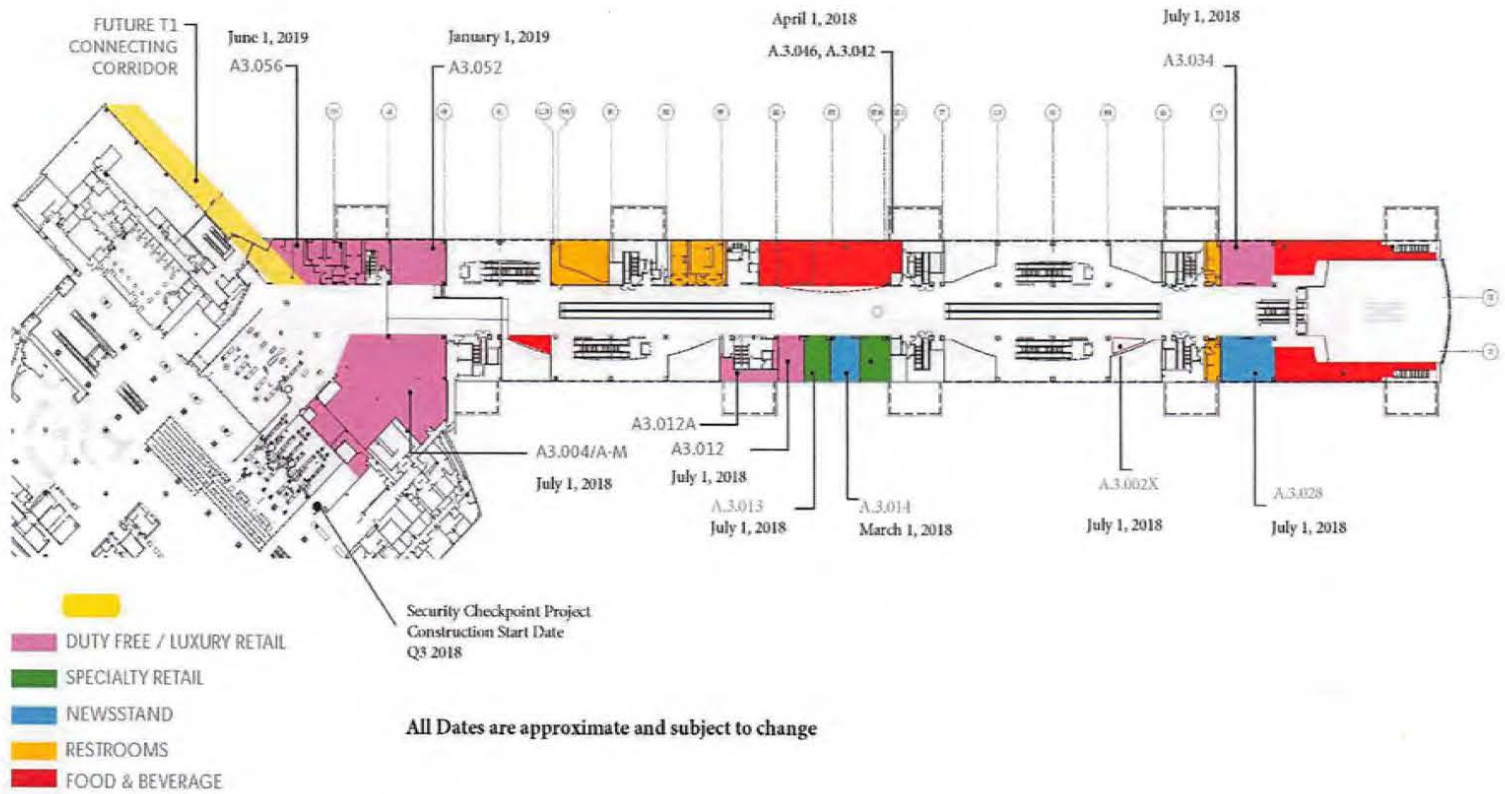 FUTURE T1
CONNECTING
CORRIDOR
June 1, 2019
A3.056
January 1, 2019
A3.052
April 1, 2018
A.3.046, A.3.042
July 1, 2018
A3.034
A3.004/A-M
July 1, 2018
A3.012A
A3.012
July 1, 2018
A.3.013
July 1, 2018
A.3.014
March 1, 2018
A.3.002X
July 1, 2018
A.3.028
July 1, 2018
Security Checkpoint Project
Construction Start Date
Q3 2018
DUTY FREE / LUXURY RETAIL
SPECIALTY RETAIL
NEWSSTAND
RESTROOMS
FOOD & BEVERAGE
All Dates are approximate and subject to change